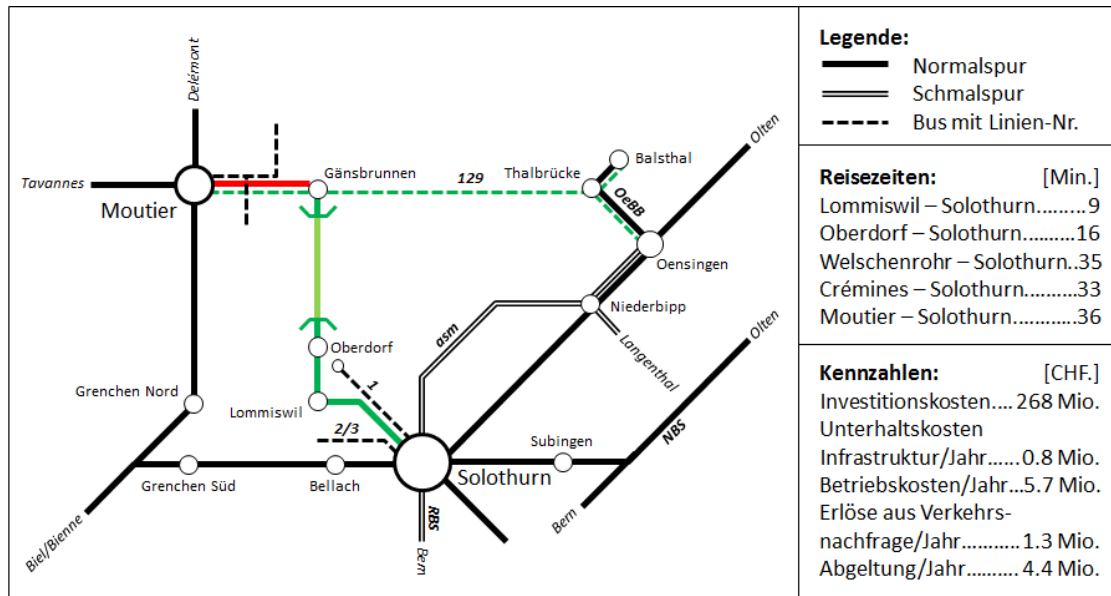 Delémont
Tavannes
Moutier
Gänsbrunnen
129
Thalbrücke
Balsthal
OeBB
Olten
Oensingen
Niederbipp
Langenthal
asm
Oberdorf
1
Lommiswil
2/3
Grenchen Nord
Grenchen Süd
Bellach
Solothurn
Subingen
Olten
NBS
Bern
RBS
Bern
Biel/Bienne
Legende:
Normalspur
Schmalspur
Bus mit Linien-Nr.
Reisezeiten: [Min.]
Lommiswil – Solothurn........9
Oberdorf – Solothurn.........16
Welschenrohr – Solothurn..35
Crémines – Solothurn........33
Moutier – Solothurn...........36
Kennzahlen: [CHF.]
Investitionskosten.... 268 Mio.
Unterhaltskosten
Infrastruktur/Jahr...... 0.8 Mio.
Betriebskosten/Jahr...5.7 Mio.
Erlöse aus Verkehrs-
nachfrage/Jahr.......... 1.3 Mio.
Abgeltung/Jahr.......... 4.4 Mio.